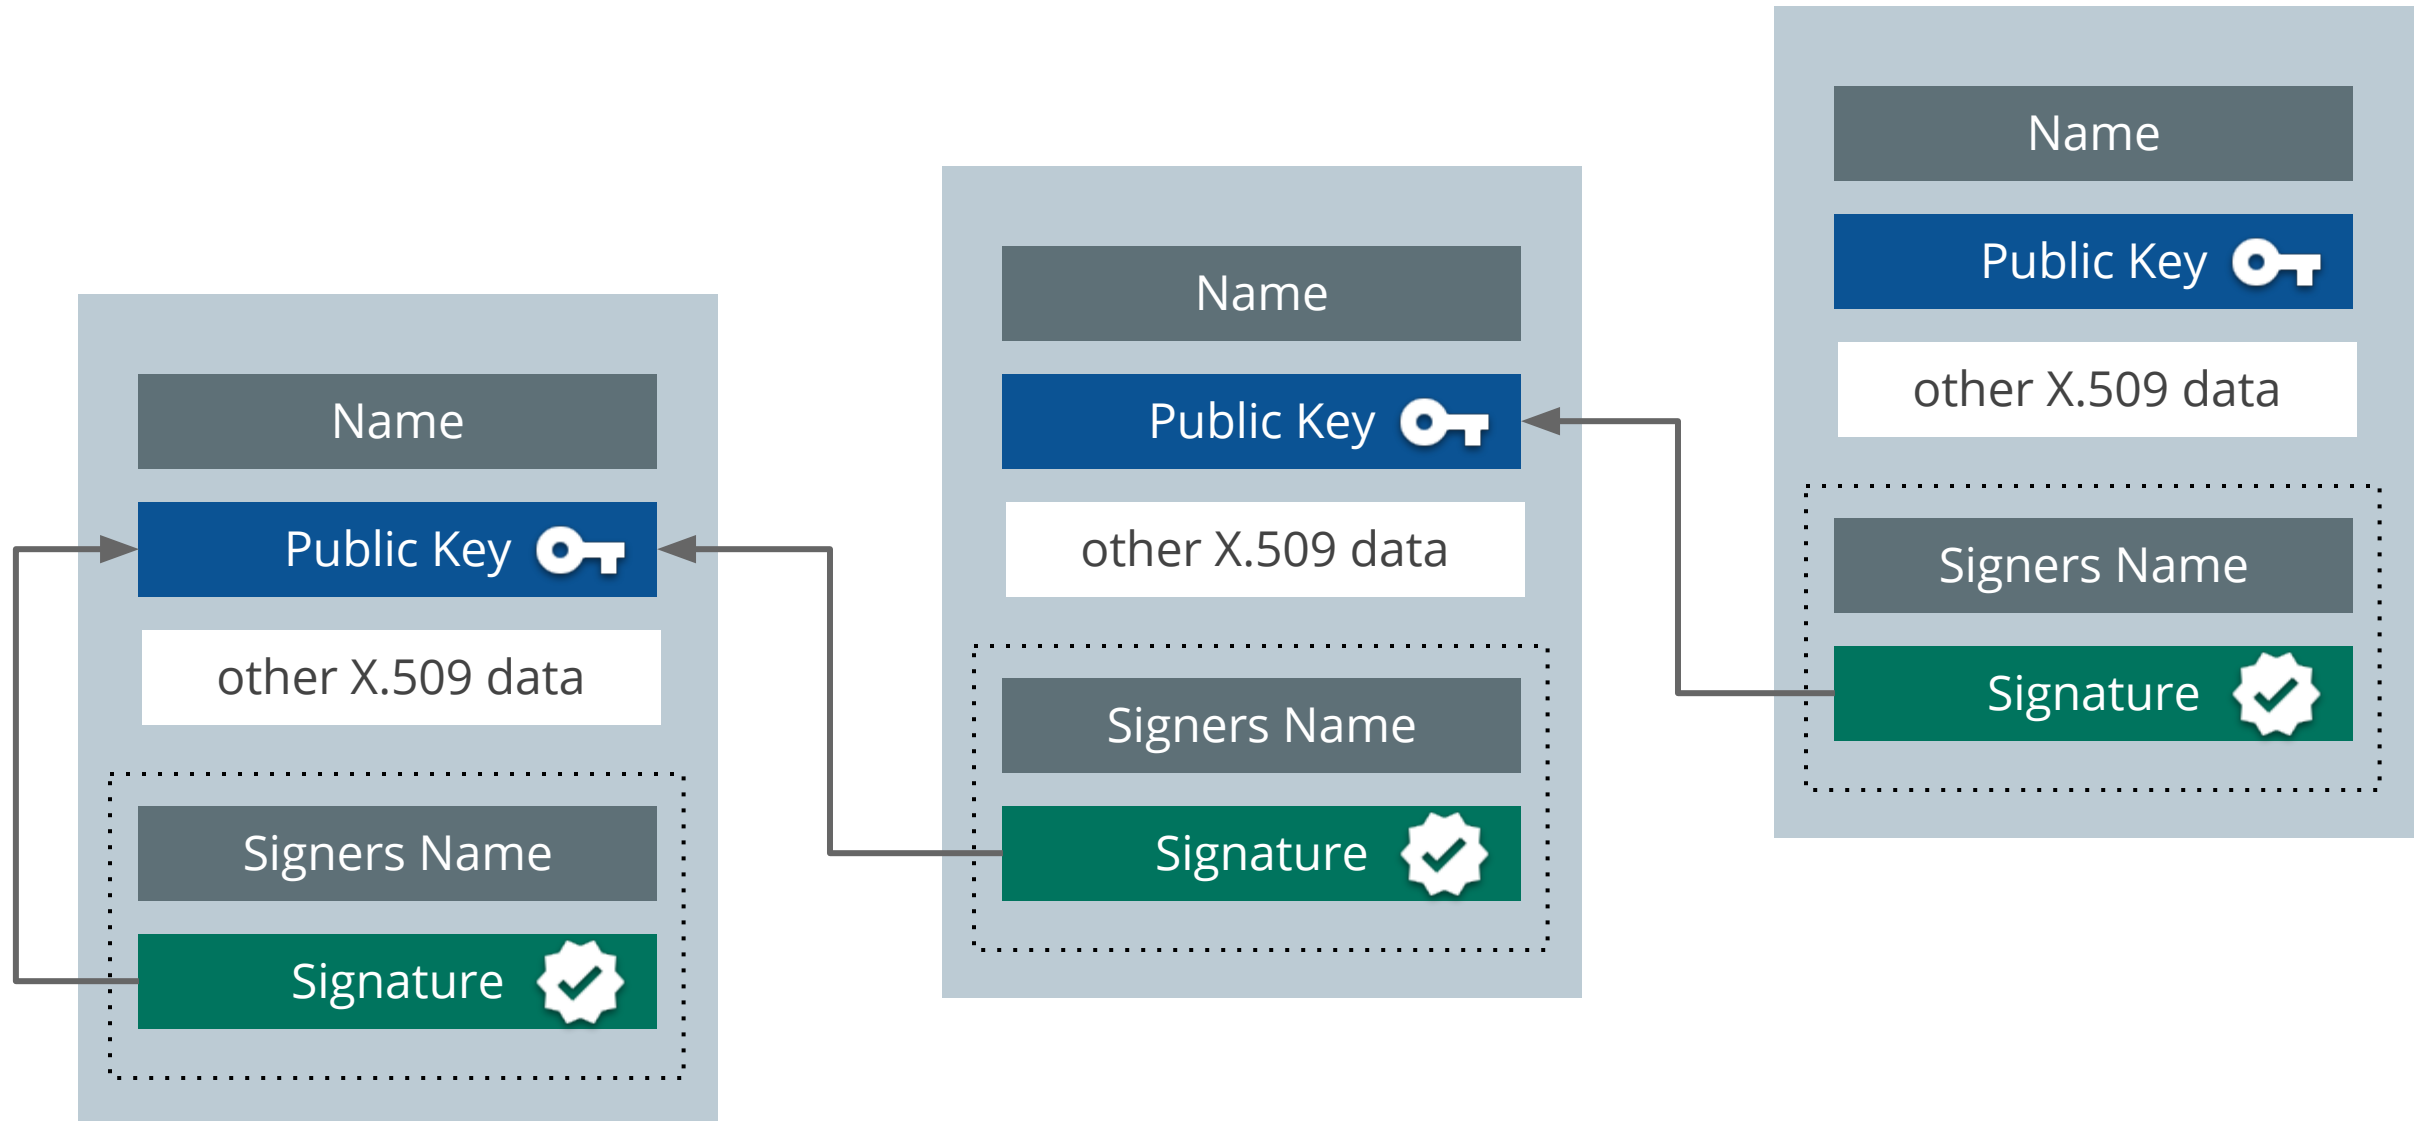 Name
Public Key
other X.509 data
Signers Name
Signature
Name
Public Key
other X.509 data
Signers Name
Signature
Name
Public Key
other X.509 data
Signers Name
Signature